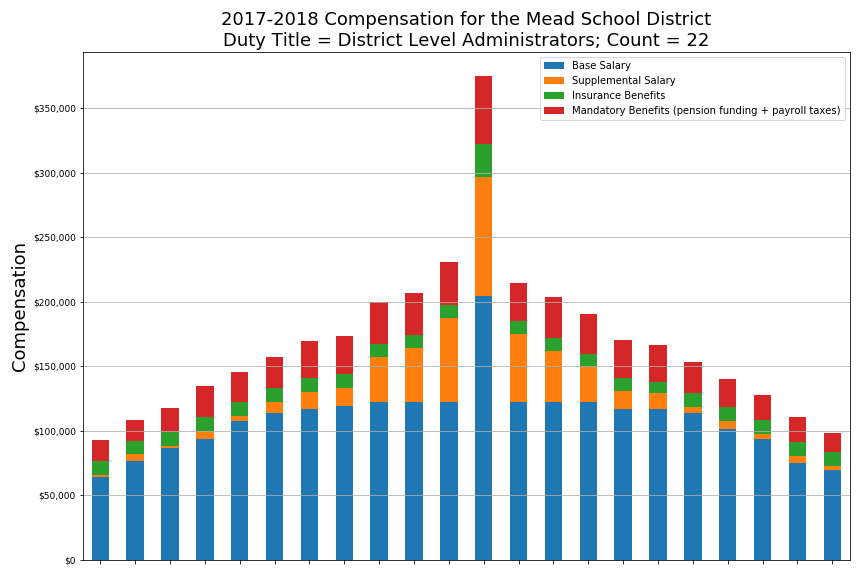 2017-2018 Compensation for the Mead School District
Duty Title = District Level Administrators; Count = 22
Base Salary
Supplemental Salary
Insurance Benefits
Mandatory Benefits (pension funding + payroll taxes)
Compensation
$350,000
$300,000
$250,000
$200,000
$150,000
$100,000
$50,000
$0